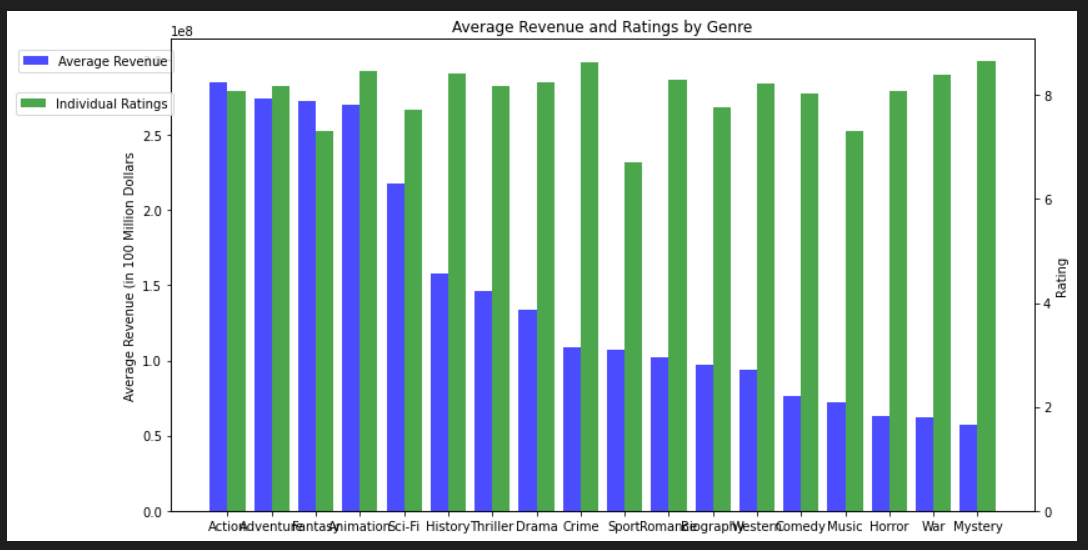 Average Revenue and Ratings by Genre
1e8
Average Revenue
Individual Ratings
2.5
2.0
1.5
1.0
0.5
0.0
Average Revenue (in 100 Million Dollars
8
6
4
2
0
Rating
Action Adventure Fantasy Animation Sci-Fi History Thriller Drama Crime Sport Romance Biography Western Comedy Music Horror War Mystery